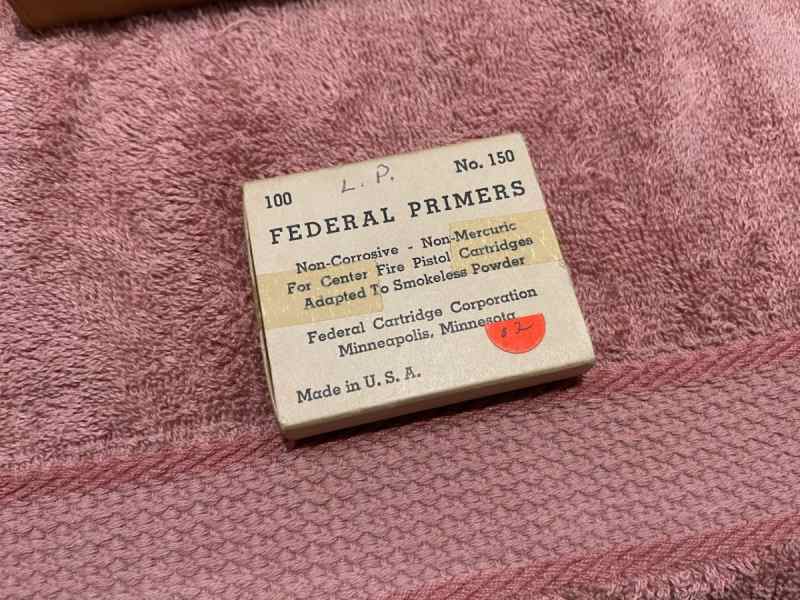 L. P.
100 No. 150
FEDERAL PRIMERS
Non-Corrosive - Non-Mercuric
For Center Fire Pistol Cartridges
Adapted To Smokeless Powder
Federal Cartridge Corporation
Minneapolis, Minnesota
Made in U. S. A.